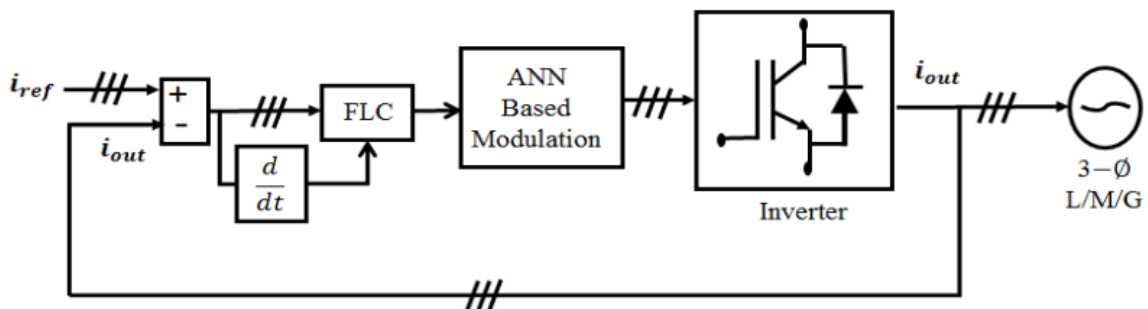 i_ref
+
-
i_out
FLC
d
dt
ANN
Based
Modulation
Inverter
i_out
3−Ø
L/M/G